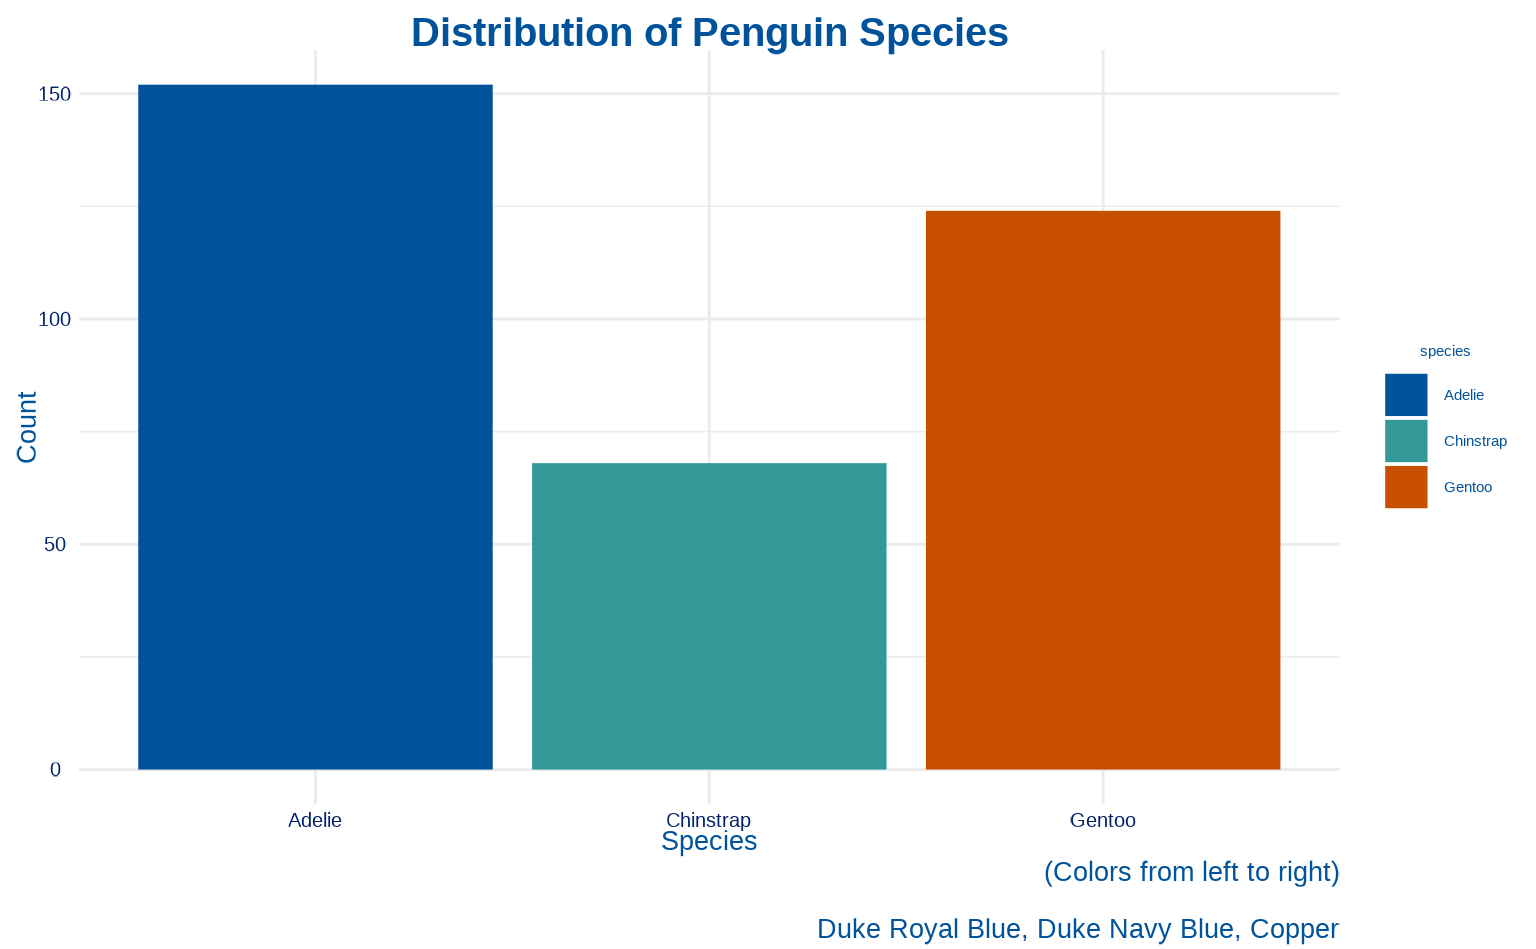 Distribution of Penguin Species
150
100
50
0
Count
Adelie
Chinstrap
Gentoo
Species
species
Adelie
Chinstrap
Gentoo
(Colors from left to right)
Duke Royal Blue, Duke Navy Blue, Copper